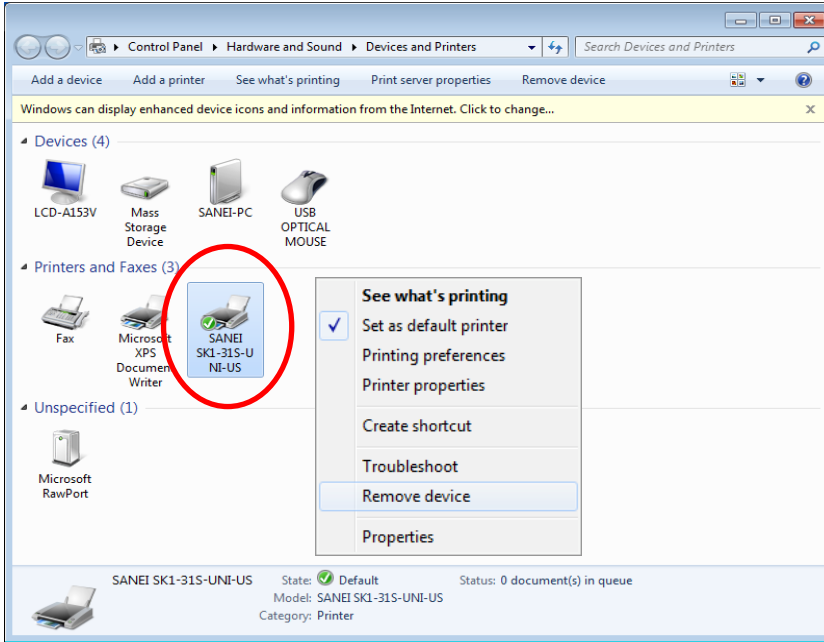 Control Panel Hardware and Sound Devices and Printers Search Devices and Printers
Add a device Add a printer See what's printing Print server properties Remove device
Windows can display enhanced device icons and information from the Internet. Click to change...
Devices (4)
LCD-A153V
Mass
Storage
Device
SANEI-PC
USB
OPTICAL
MOUSE
Printers and Faxes (3)
Fax
Microsoft
XPS
Document
Writer
SANEI
SK1-31S-U
NI-US
See what's printing
Set as default printer
Printing preferences
Printer properties
Create shortcut
Troubleshoot
Remove device
Properties
Unspecified (1)
Microsoft
RawPort
SANEI SK1-31S-UNI-US State: Default Status: 0 document(s) in queue
Model: SANEI SK1-31S-UNI-US
Category: Printer